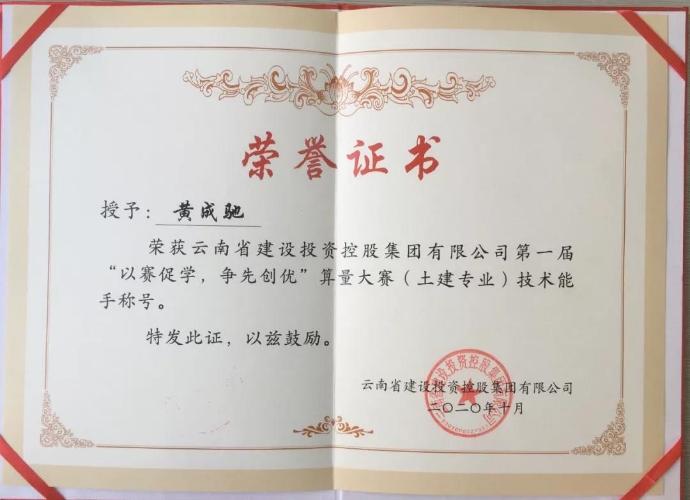 荣誉证书
授予：黄成驰
荣获云南省建设投资控股集团有限公司第一届
“以赛促学，争先创优”算量大赛（土建专业）技术能
手称号。
特发此证，以兹鼓励。
云南省建设投资控股集团有限公司
二〇二〇年十月